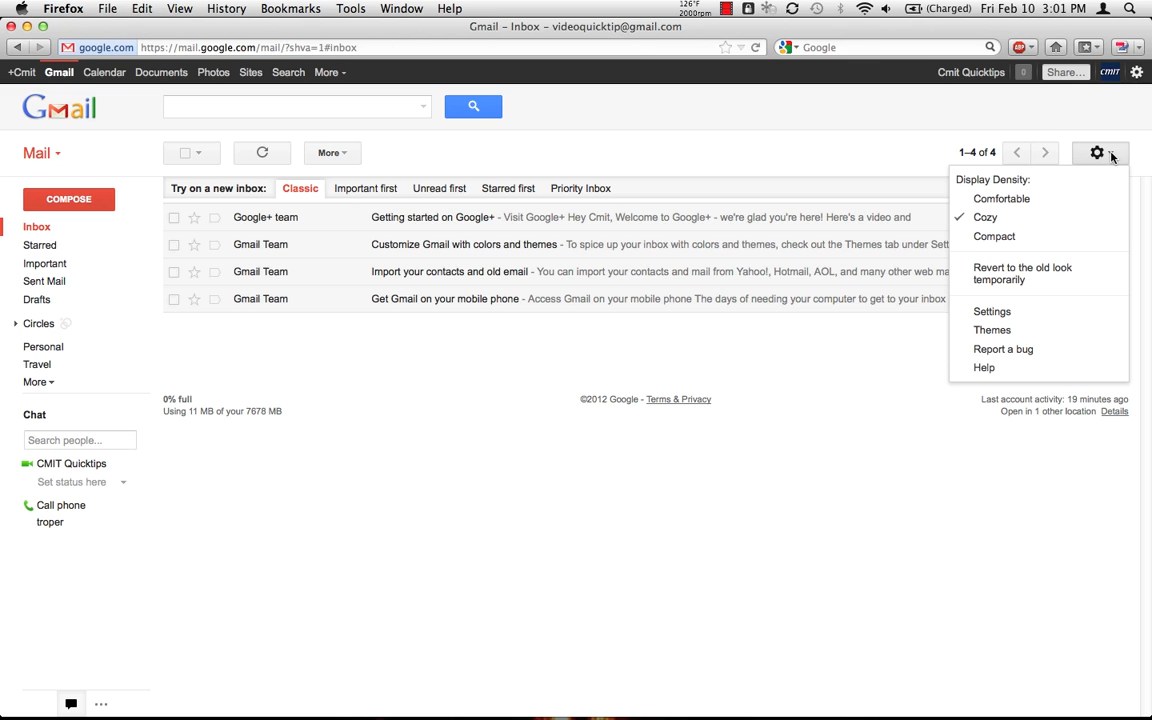 Firefox File Edit View History Bookmarks Tools Window Help 126°F 2000rpm (Charged) Fri Feb 10 3:01 PM
Gmail – Inbox – videoquicktip@gmail.com
google.com https://mail.google.com/mail/?shva=1#inbox Google ABP
+Cmit Gmail Calendar Documents Photos Sites Search More Cmit Quicktips 0 Share... CMIT
Gmail
Mail More 1–4 of 4
Try on a new inbox: Classic Important first Unread first Starred first Priority Inbox
Display Density:
Comfortable
Cozy
Compact
Revert to the old look
temporarily
Settings
Themes
Report a bug
Help
COMPOSE
Inbox
Starred
Important
Sent Mail
Drafts
Circles
Personal
Travel
More
Google+ team Getting started on Google+ - Visit Google+ Hey Cmit, Welcome to Google+ - we're glad you're here! Here's a video and
Gmail Team Customize Gmail with colors and themes - To spice up your inbox with colors and themes, check out the Themes tab under Sett
Gmail Team Import your contacts and old email - You can import your contacts and mail from Yahoo!, Hotmail, AOL, and many other web ma
Gmail Team Get Gmail on your mobile phone - Access Gmail on your mobile phone The days of needing your computer to get to your inbox
0% full
Using 11 MB of your 7678 MB
©2012 Google - Terms & Privacy
Last account activity: 19 minutes ago
Open in 1 other location Details
Chat
Search people...
CMIT Quicktips
Set status here
Call phone
troper